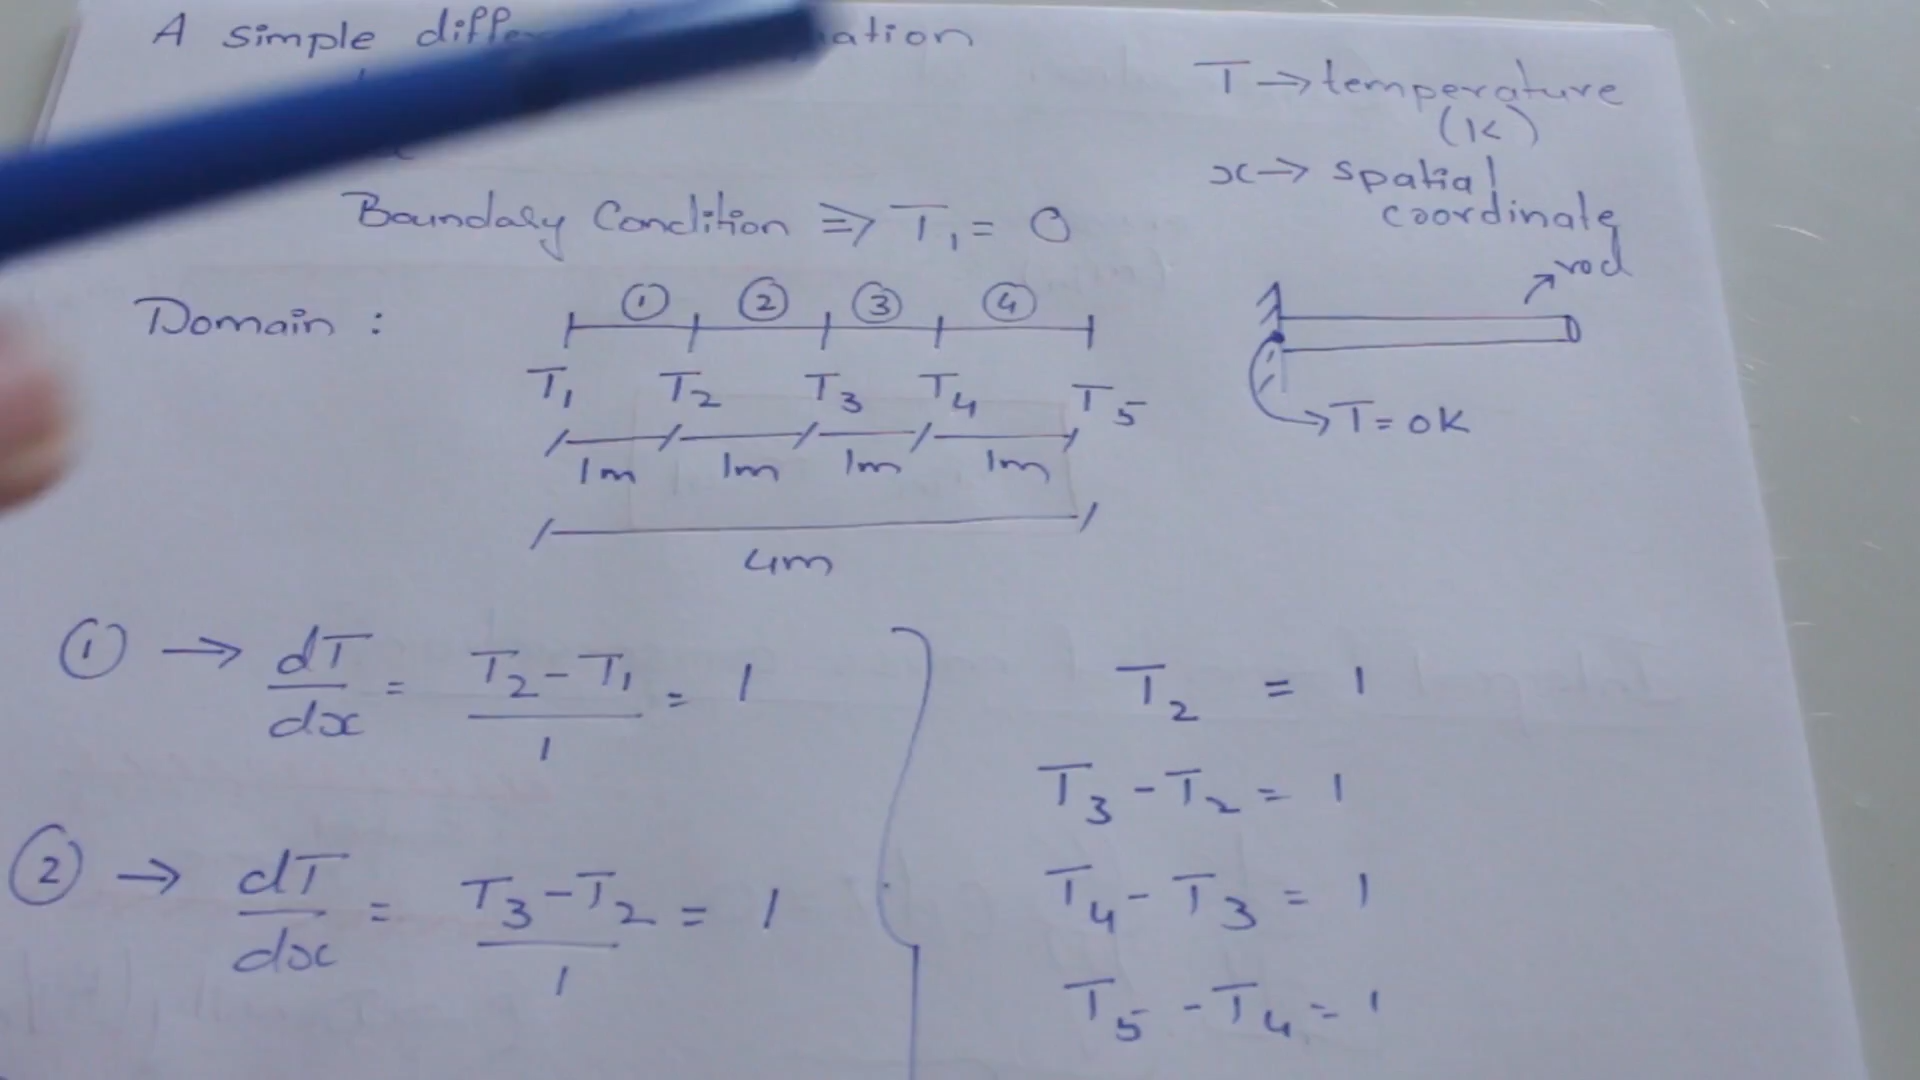 A simple ation
T → temperature
(K)
x → spatial
coordinate
Boundary Condition ⇒ T₁ = 0
rod
Domain :
① ② ③ ④
T₁ T₂ T₃ T₄ T₅
1m 1m 1m 1m
4m
T = 0K
① → dT/dx = (T₂ - T₁)/1 = 1
② → dT/dx = (T₃ - T₂)/1 = 1
T₂ = 1
T₃ - T₂ = 1
T₄ - T₃ = 1
T₅ - T₄ = 1